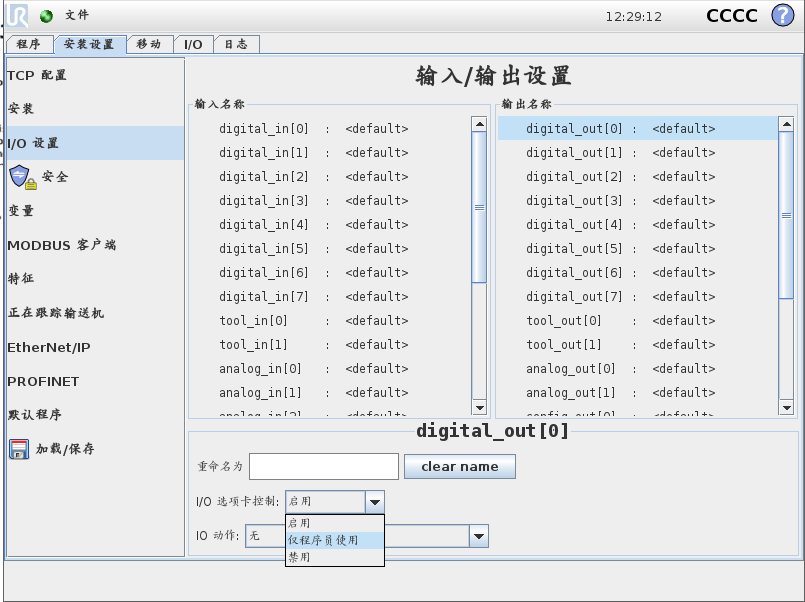 UR 文件 12:29:12 CCCC ?
程序 安装设置 移动 I/O 日志
TCP 配置
安装
I/O 设置
安全
变量
MODBUS 客户端
特征
正在跟踪输送机
EtherNet/IP
PROFINET
默认程序
加载/保存
输入/输出设置
输入名称
digital_in[0] : <default>
digital_in[1] : <default>
digital_in[2] : <default>
digital_in[3] : <default>
digital_in[4] : <default>
digital_in[5] : <default>
digital_in[6] : <default>
digital_in[7] : <default>
tool_in[0] : <default>
tool_in[1] : <default>
analog_in[0] : <default>
analog_in[1] : <default>
analog_in[2] : <default>
输出名称
digital_out[0] : <default>
digital_out[1] : <default>
digital_out[2] : <default>
digital_out[3] : <default>
digital_out[4] : <default>
digital_out[5] : <default>
digital_out[6] : <default>
digital_out[7] : <default>
tool_out[0] : <default>
tool_out[1] : <default>
analog_out[0] : <default>
analog_out[1] : <default>
config_out[0] : <default>
digital_out[0]
重命名为 clear name
I/O 选项卡控制: 启用
启用
仅程序员使用
禁用
IO 动作: 无